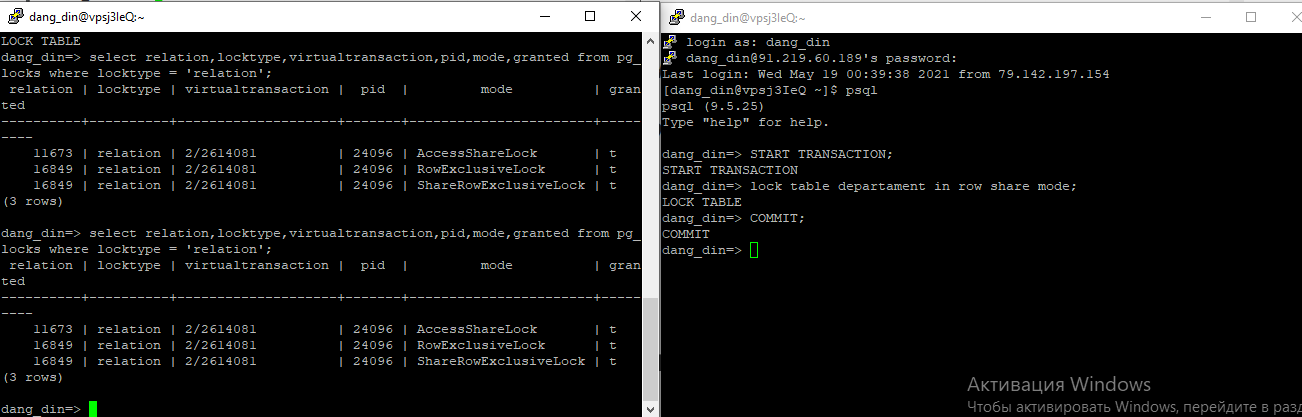 dang_din@vpsj3IeQ:~
LOCK TABLE
dang_din=> select relation,locktype,virtualtransaction,pid,mode,granted from pg_
locks where locktype = 'relation';
 relation | locktype | virtualtransaction |  pid  |         mode          | gran
ted
----------+----------+--------------------+-------+-----------------------+-----
----
    11673 | relation | 2/2614081          | 24096 | AccessShareLock       | t
    16849 | relation | 2/2614081          | 24096 | RowExclusiveLock      | t
    16849 | relation | 2/2614081          | 24096 | ShareRowExclusiveLock | t
(3 rows)
dang_din=> select relation,locktype,virtualtransaction,pid,mode,granted from pg_
locks where locktype = 'relation';
 relation | locktype | virtualtransaction |  pid  |         mode          | gran
ted
----------+----------+--------------------+-------+-----------------------+-----
----
    11673 | relation | 2/2614081          | 24096 | AccessShareLock       | t
    16849 | relation | 2/2614081          | 24096 | RowExclusiveLock      | t
    16849 | relation | 2/2614081          | 24096 | ShareRowExclusiveLock | t
(3 rows)
dang_din=>
dang_din@vpsj3IeQ:~
login as: dang_din
dang_din@91.219.60.189's password:
Last login: Wed May 19 00:39:38 2021 from 79.142.197.154
[dang_din@vpsj3IeQ ~]$ psql
psql (9.5.25)
Type "help" for help.
dang_din=> START TRANSACTION;
START TRANSACTION
dang_din=> lock table departament in row share mode;
LOCK TABLE
dang_din=> COMMIT;
COMMIT
dang_din=>
Активация Windows
Чтобы активировать Windows, перейдите в раз